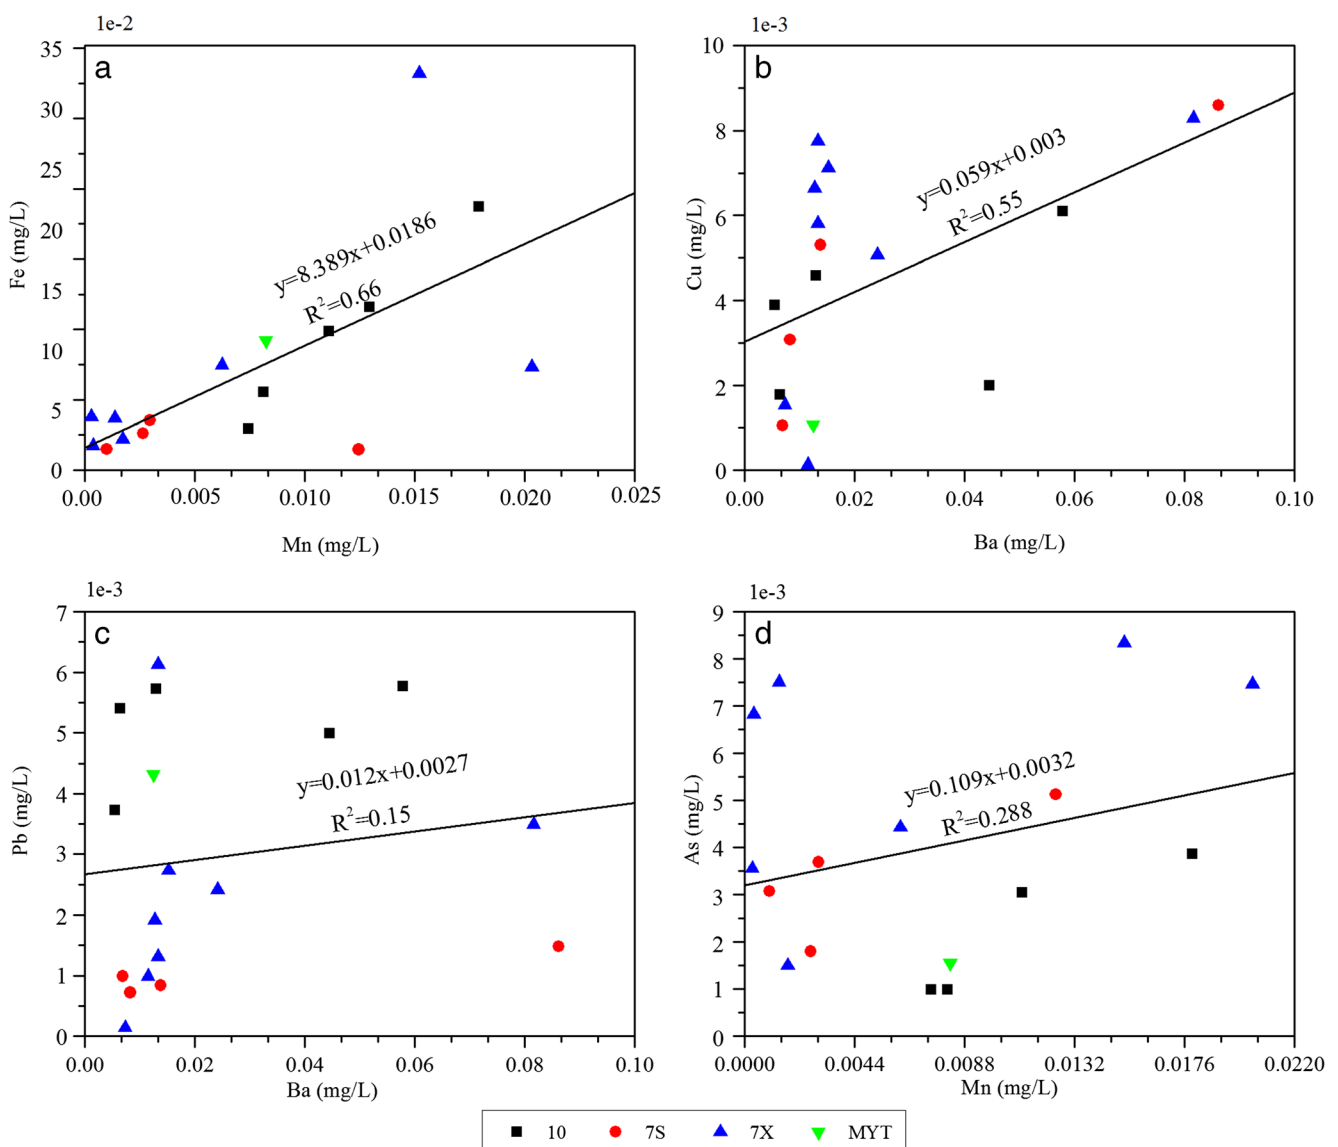 1e-2
a
35
30
25
20
15
10
5
0
Fe (mg/L)
y=8.389x+0.0186
R²=0.66
0.00 0.005 0.010 0.015 0.020 0.025
Mn (mg/L)
1e-3
b
10
8
6
4
2
0
Cu (mg/L)
y=0.059x+0.003
R²=0.55
0.00 0.02 0.04 0.06 0.08 0.10
Ba (mg/L)
1e-3
c
7
6
5
4
3
2
1
0
Pb (mg/L)
y=0.012x+0.0027
R²=0.15
0.00 0.02 0.04 0.06 0.08 0.10
Ba (mg/L)
1e-3
d
9
8
7
6
5
4
3
2
1
0
As (mg/L)
y=0.109x+0.0032
R²=0.288
0.0000 0.0044 0.0088 0.0132 0.0176 0.0220
Mn (mg/L)
10 7S 7X MYT